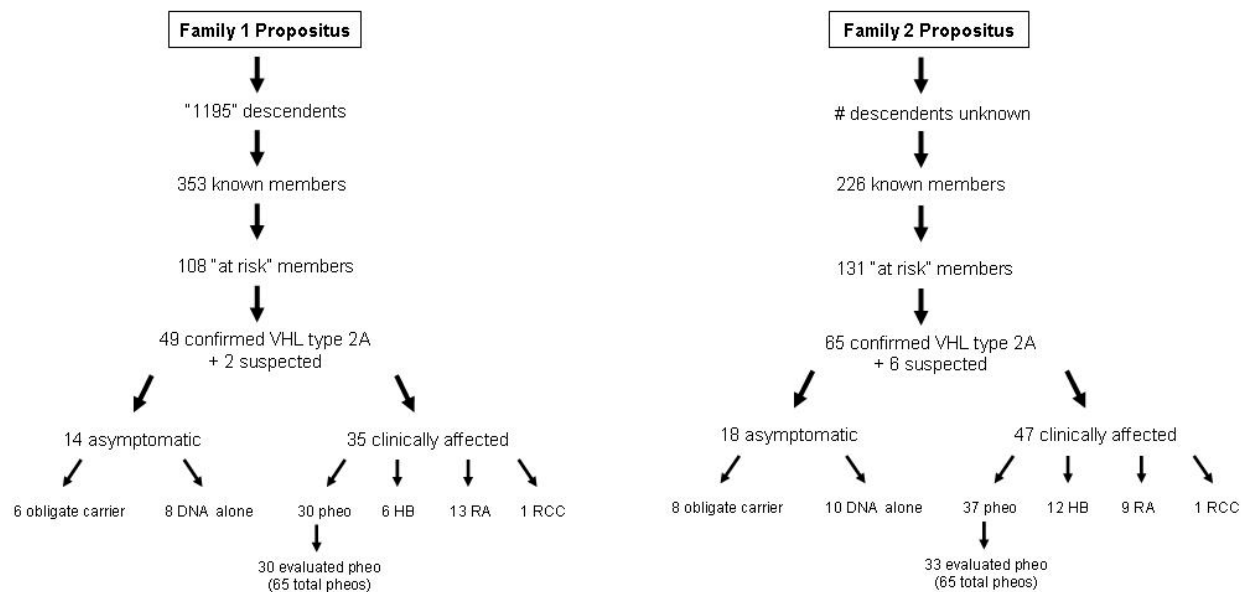 Family 1 Propositus
"1195" descendents
353 known members
108 "at risk" members
49 confirmed VHL type 2A
+ 2 suspected
14 asymptomatic
35 clinically affected
6 obligate carrier
8 DNA alone
30 pheo
6 HB
13 RA
1 RCC
30 evaluated pheo
(65 total pheos)
Family 2 Propositus
# descendents unknown
226 known members
131 "at risk" members
65 confirmed VHL type 2A
+ 6 suspected
18 asymptomatic
47 clinically affected
8 obligate carrier
10 DNA alone
37 pheo
12 HB
9 RA
1 RCC
33 evaluated pheo
(65 total pheos)